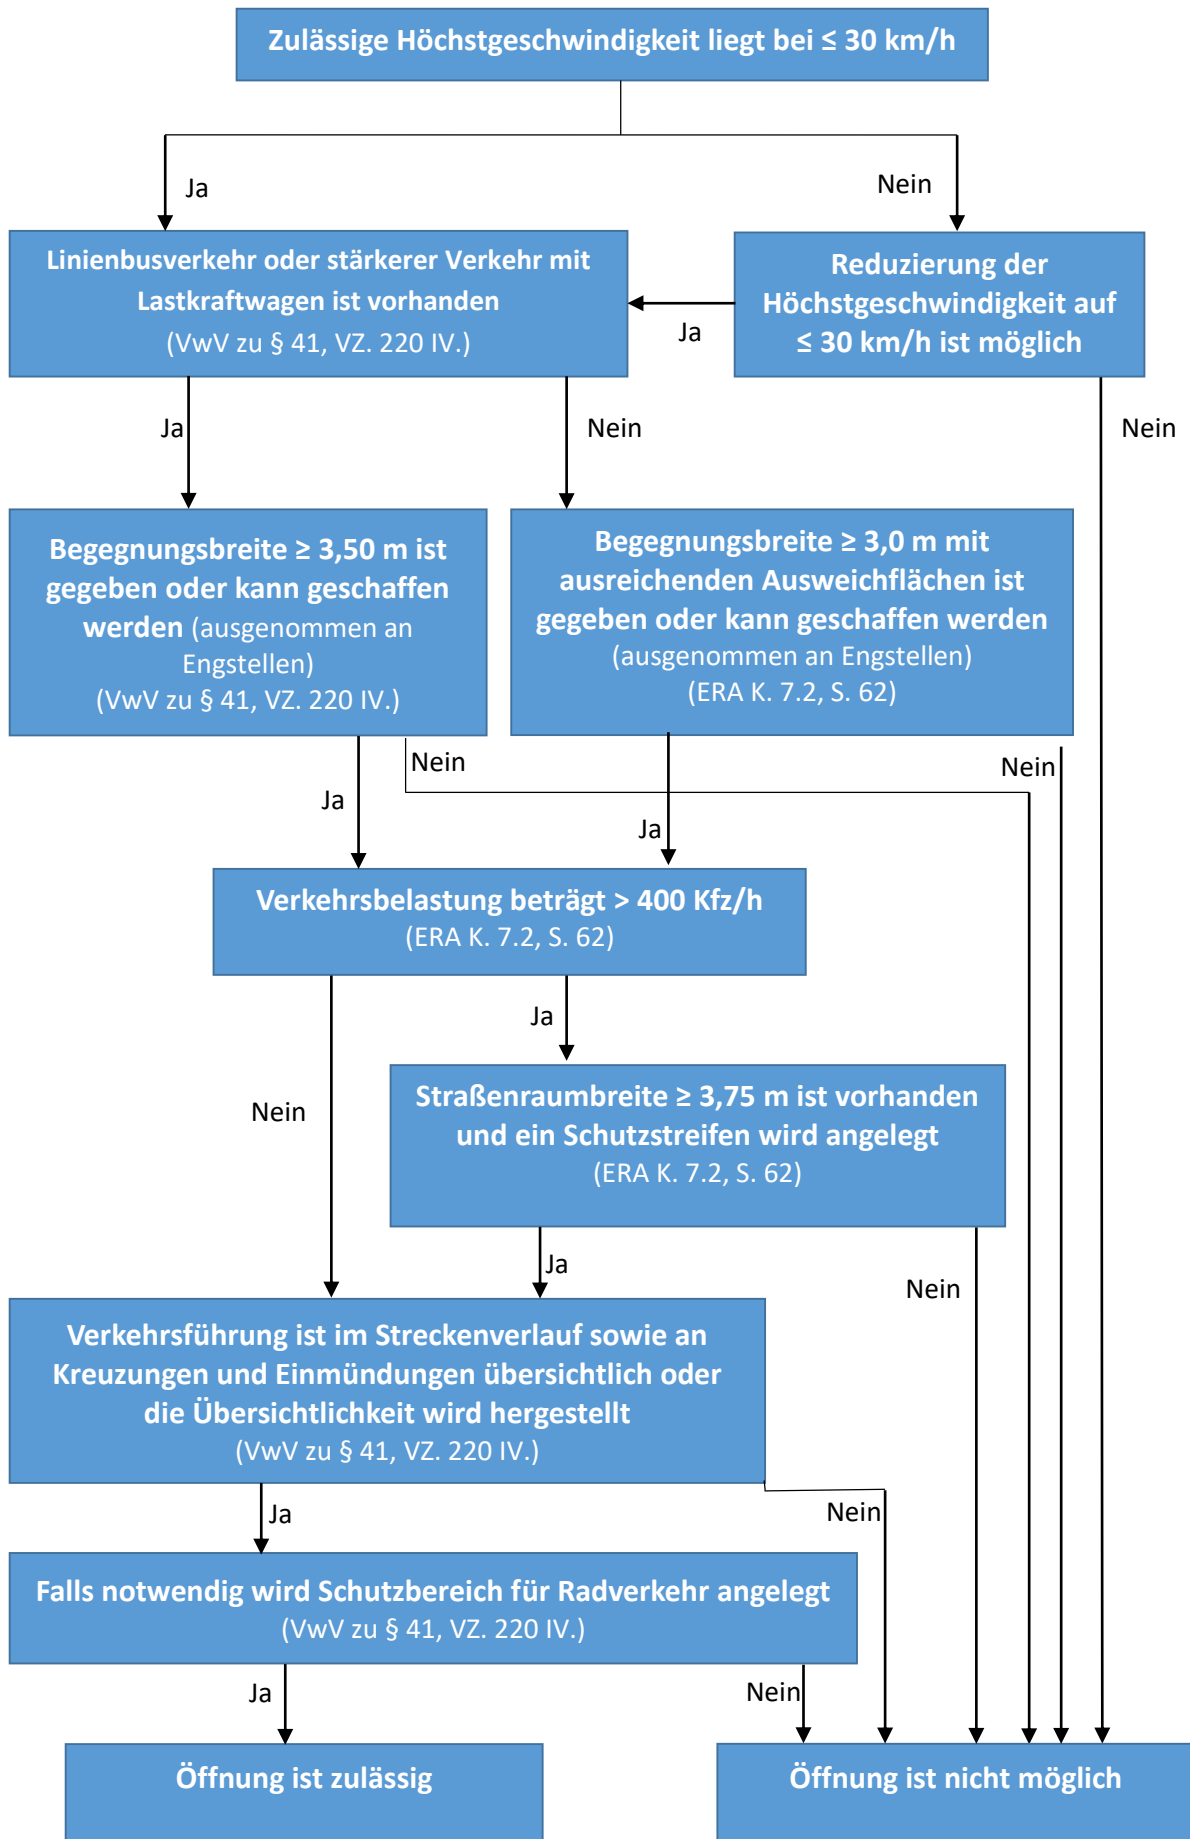 Zulässige Höchstgeschwindigkeit liegt bei ≤ 30 km/h
Ja
Nein
Linienbusverkehr oder stärkerer Verkehr mit
Lastkraftwagen ist vorhanden
(VwV zu § 41, VZ. 220 IV.)
Reduzierung der
Höchstgeschwindigkeit auf
≤ 30 km/h ist möglich
Ja
Ja
Nein
Nein
Begegnungsbreite ≥ 3,50 m ist
gegeben oder kann geschaffen
werden (ausgenommen an
Engstellen)
(VwV zu § 41, VZ. 220 IV.)
Begegnungsbreite ≥ 3,0 m mit
ausreichenden Ausweichflächen ist
gegeben oder kann geschaffen werden
(ausgenommen an Engstellen)
(ERA K. 7.2, S. 62)
Nein
Nein
Ja
Ja
Verkehrsbelastung beträgt > 400 Kfz/h
(ERA K. 7.2, S. 62)
Ja
Nein
Straßenraumbreite ≥ 3,75 m ist vorhanden
und ein Schutzstreifen wird angelegt
(ERA K. 7.2, S. 62)
Ja
Nein
Verkehrsführung ist im Streckenverlauf sowie an
Kreuzungen und Einmündungen übersichtlich oder
die Übersichtlichkeit wird hergestellt
(VwV zu § 41, VZ. 220 IV.)
Ja
Nein
Falls notwendig wird Schutzbereich für Radverkehr angelegt
(VwV zu § 41, VZ. 220 IV.)
Ja
Nein
Öffnung ist zulässig
Öffnung ist nicht möglich